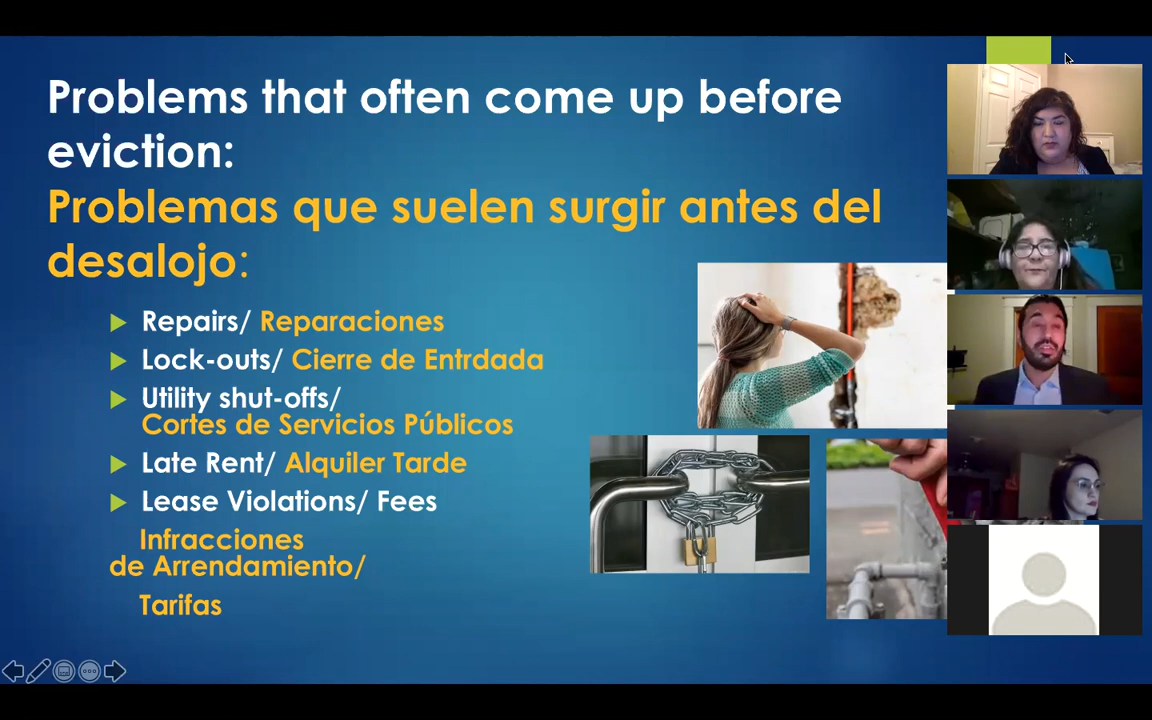 Problems that often come up before
eviction:
Problemas que suelen surgir antes del
desalojo:
Repairs/ Reparaciones
Lock-outs/ Cierre de Entrdada
Utility shut-offs/
Cortes de Servicios Públicos
Late Rent/ Alquiler Tarde
Lease Violations/ Fees
Infracciones
de Arrendamiento/
Tarifas